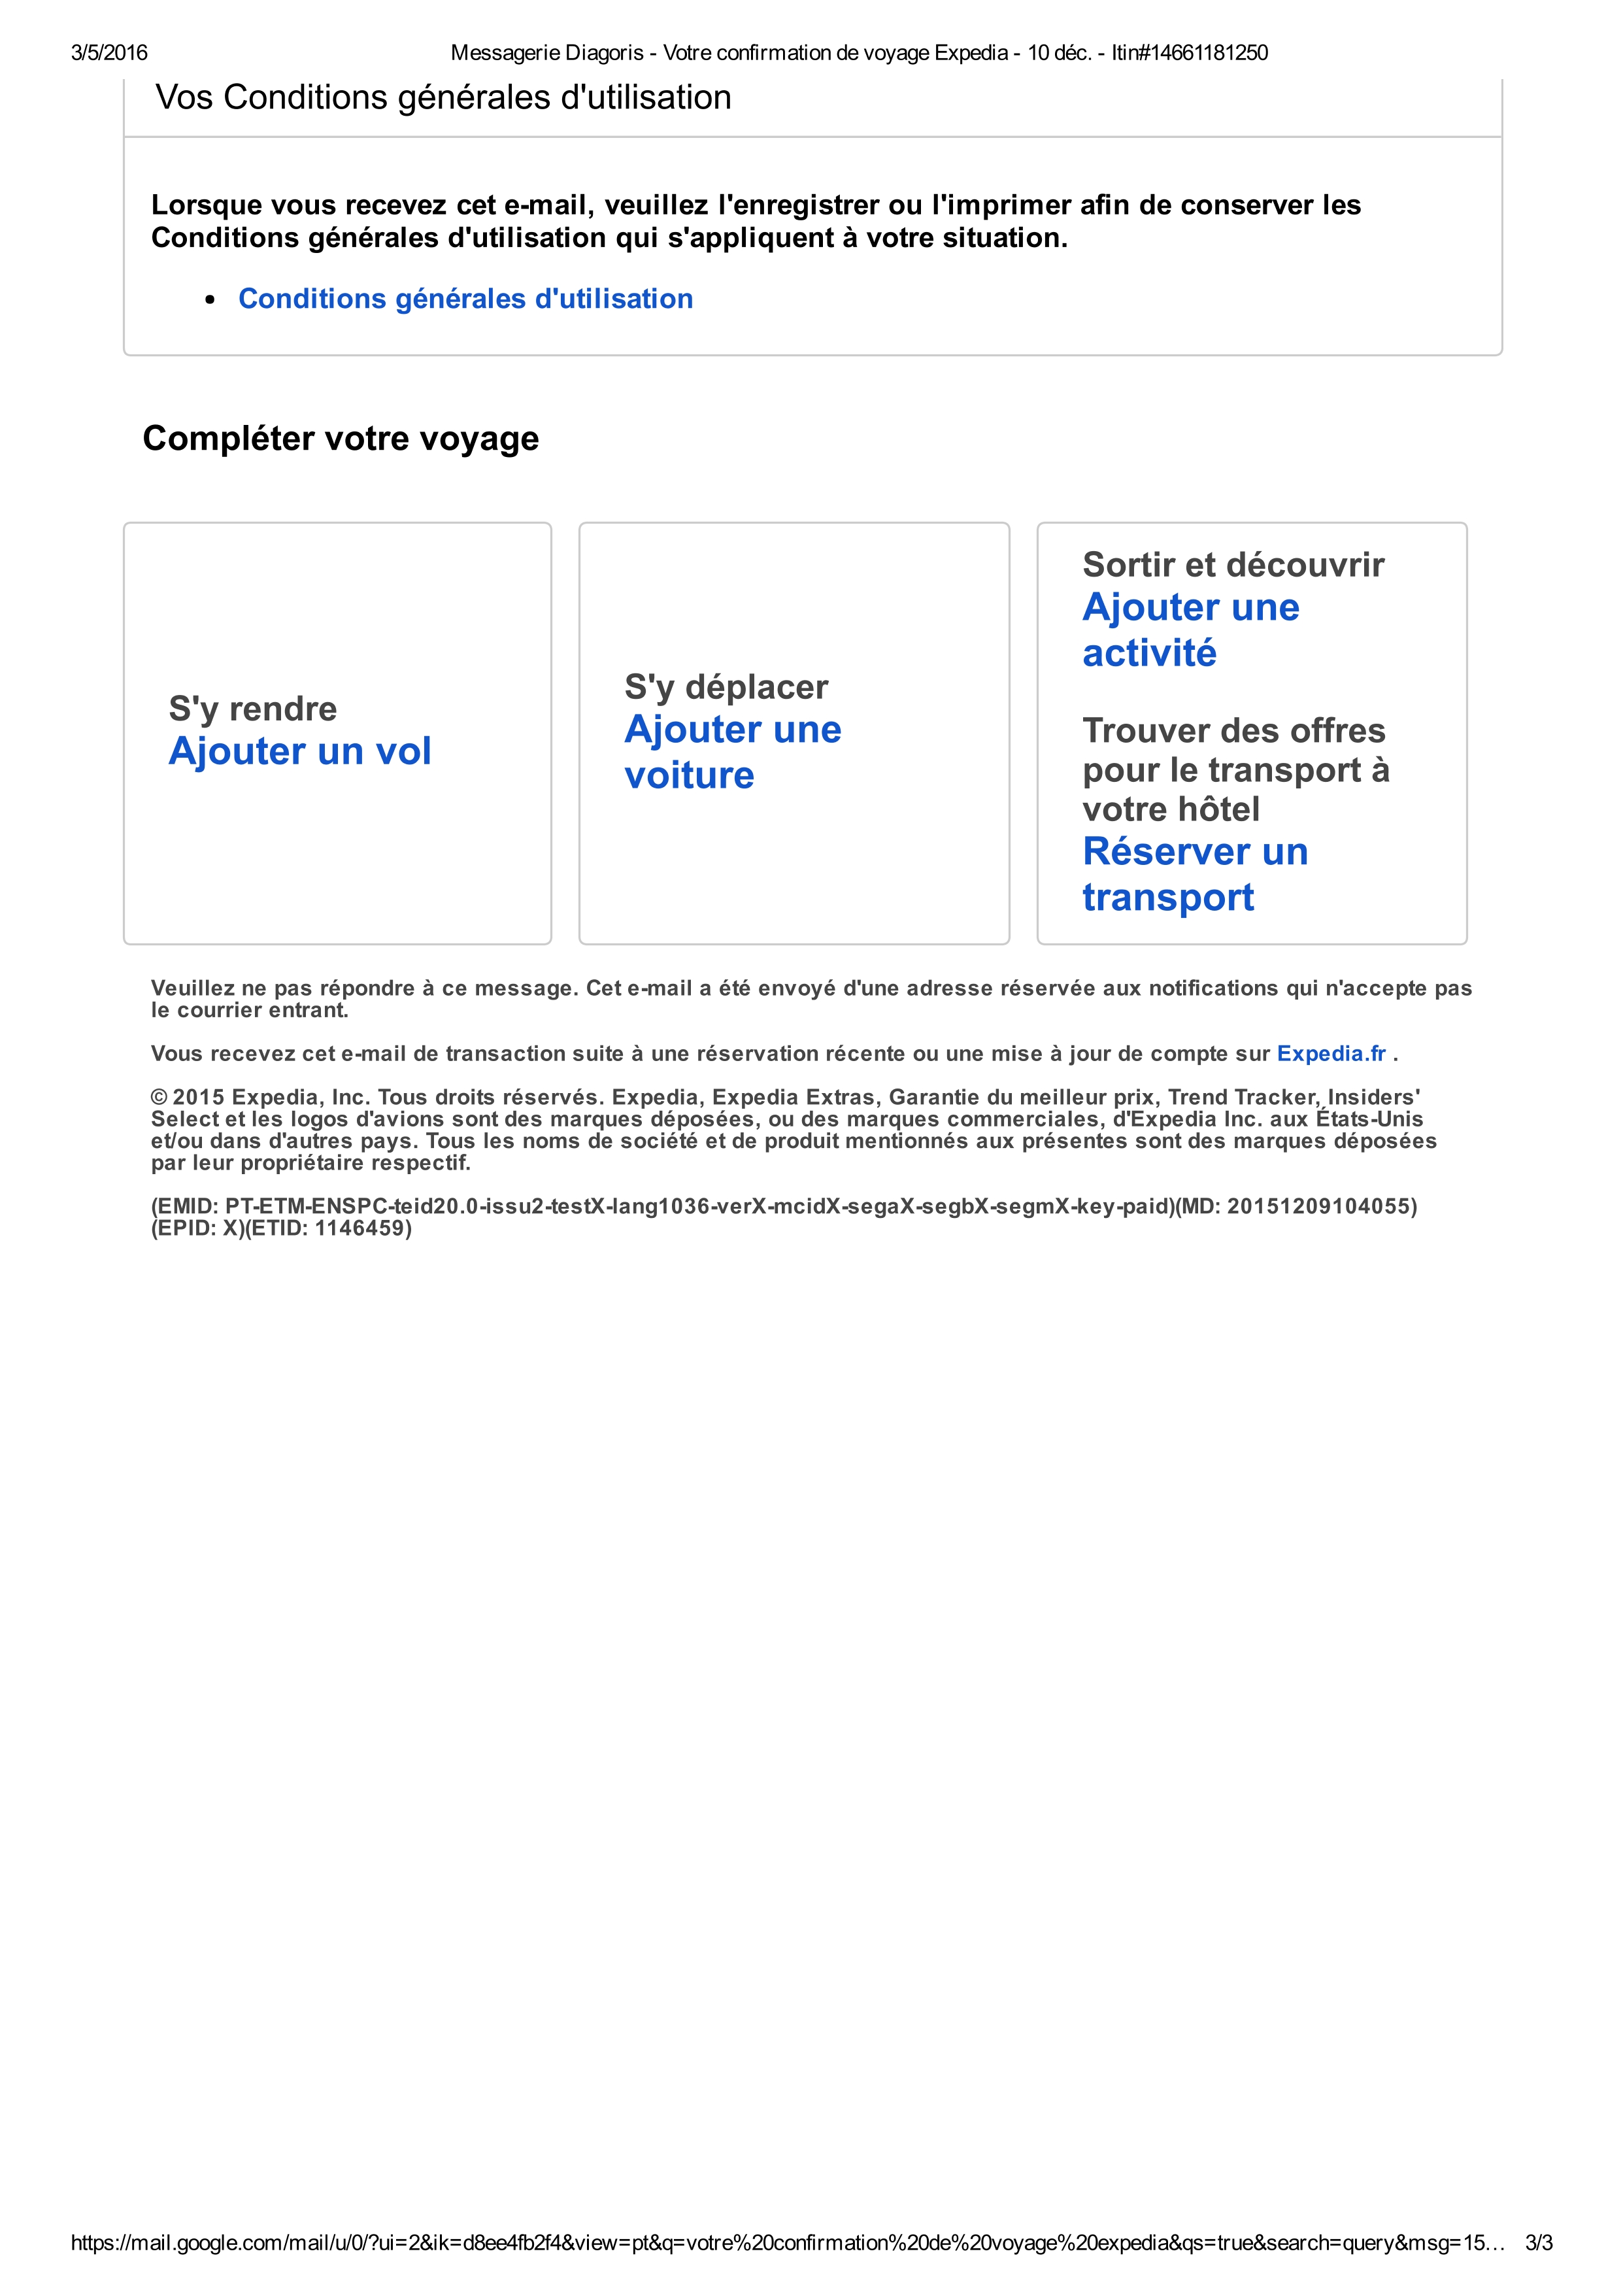 3/5/2016 Messagerie Diagoris - Votre confirmation de voyage Expedia - 10 déc. - Itin#14661181250
Vos Conditions générales d'utilisation
Lorsque vous recevez cet e-mail, veuillez l'enregistrer ou l'imprimer afin de conserver les
Conditions générales d'utilisation qui s'appliquent à votre situation.
• Conditions générales d'utilisation
Compléter votre voyage
S'y rendre
Ajouter un vol
S'y déplacer
Ajouter une
voiture
Sortir et découvrir
Ajouter une
activité
Trouver des offres
pour le transport à
votre hôtel
Réserver un
transport
Veuillez ne pas répondre à ce message. Cet e-mail a été envoyé d'une adresse réservée aux notifications qui n'accepte pas
le courrier entrant.
Vous recevez cet e-mail de transaction suite à une réservation récente ou une mise à jour de compte sur Expedia.fr .
© 2015 Expedia, Inc. Tous droits réservés. Expedia, Expedia Extras, Garantie du meilleur prix, Trend Tracker, Insiders'
Select et les logos d'avions sont des marques déposées, ou des marques commerciales, d'Expedia Inc. aux États-Unis
et/ou dans d'autres pays. Tous les noms de société et de produit mentionnés aux présentes sont des marques déposées
par leur propriétaire respectif.
(EMID: PT-ETM-ENSPC-teid20.0-issu2-testX-lang1036-verX-mcidX-segaX-segbX-segmX-key-paid)(MD: 20151209104055)
(EPID: X)(ETID: 1146459)
https://mail.google.com/mail/u/0/?ui=2&ik=d8ee4fb2f4&view=pt&q=votre%20confirmation%20de%20voyage%20expedia&qs=true&search=query&msg=15… 3/3